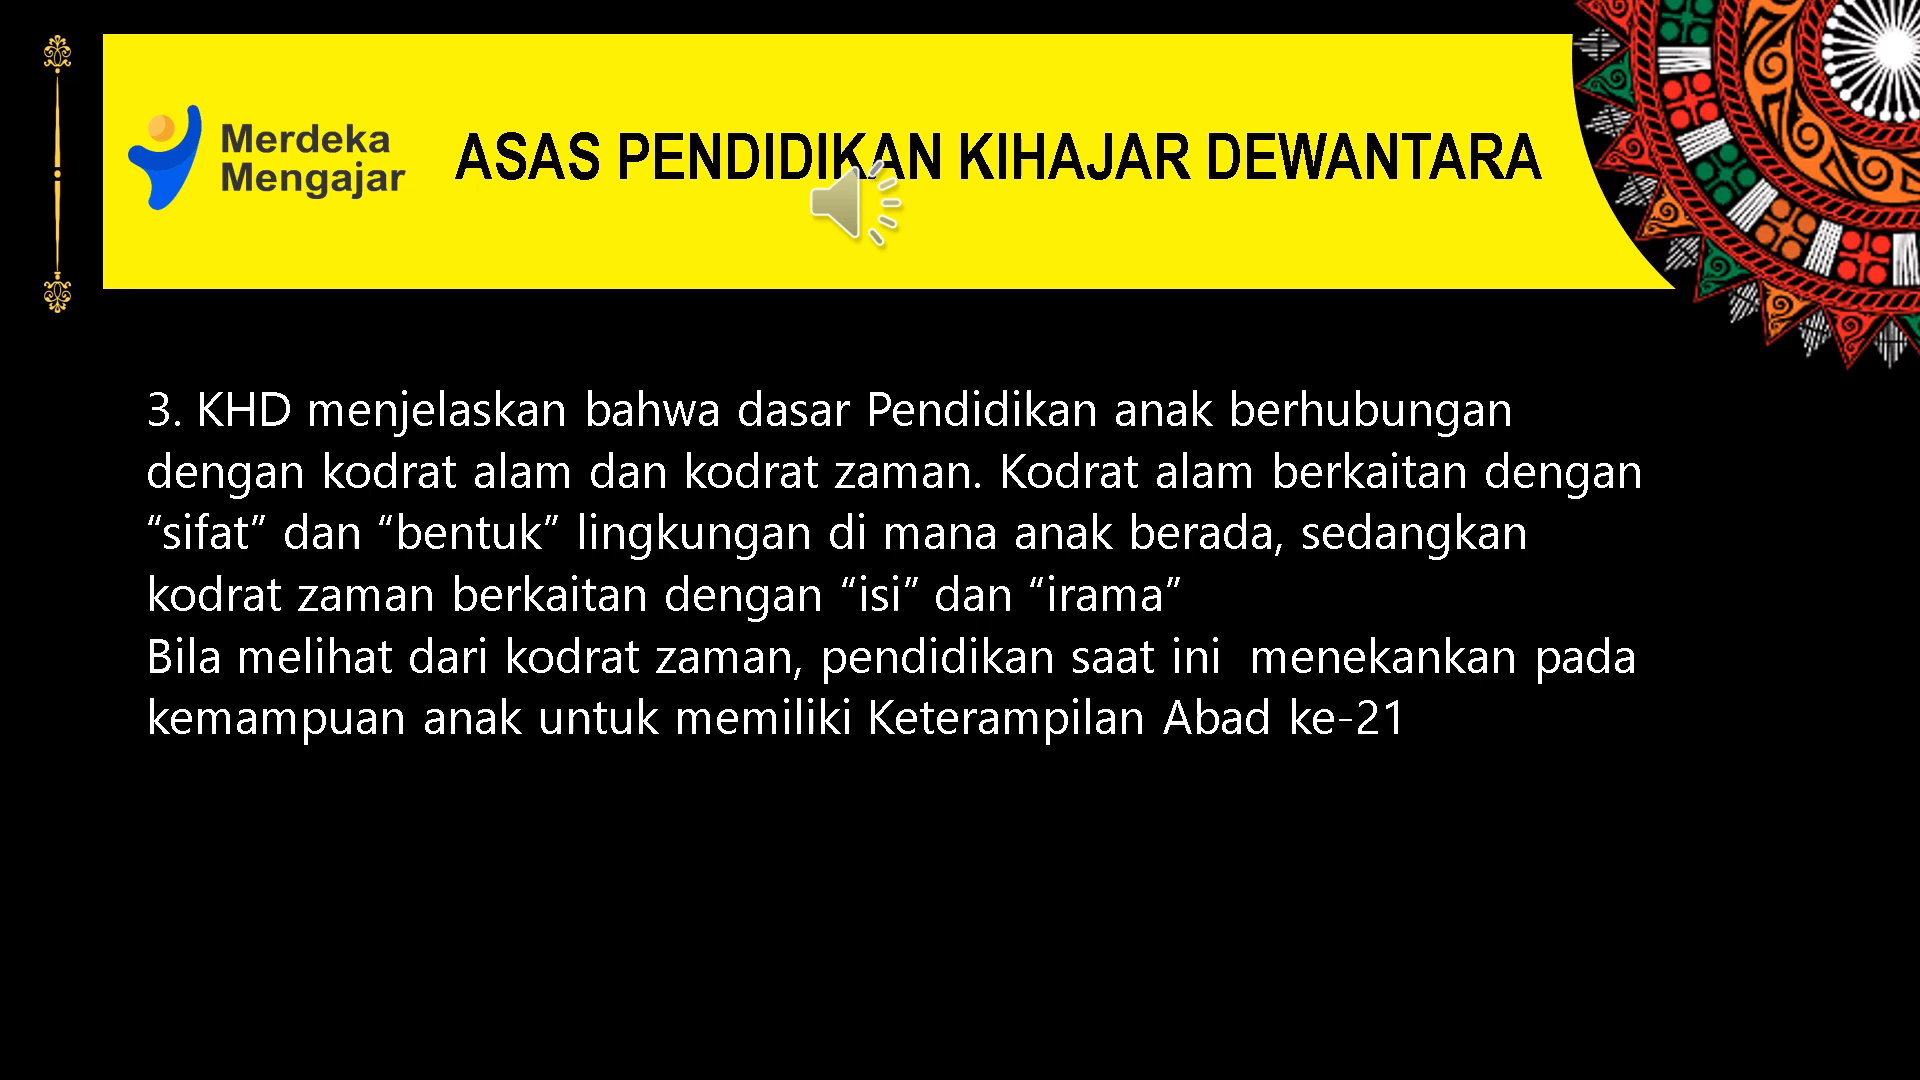 Merdeka
Mengajar
ASAS PENDIDIKAN KIHAJAR DEWANTARA
3. KHD menjelaskan bahwa dasar Pendidikan anak berhubungan
dengan kodrat alam dan kodrat zaman. Kodrat alam berkaitan dengan
“sifat” dan “bentuk” lingkungan di mana anak berada, sedangkan
kodrat zaman berkaitan dengan “isi” dan “irama”
Bila melihat dari kodrat zaman, pendidikan saat ini  menekankan pada
kemampuan anak untuk memiliki Keterampilan Abad ke-21